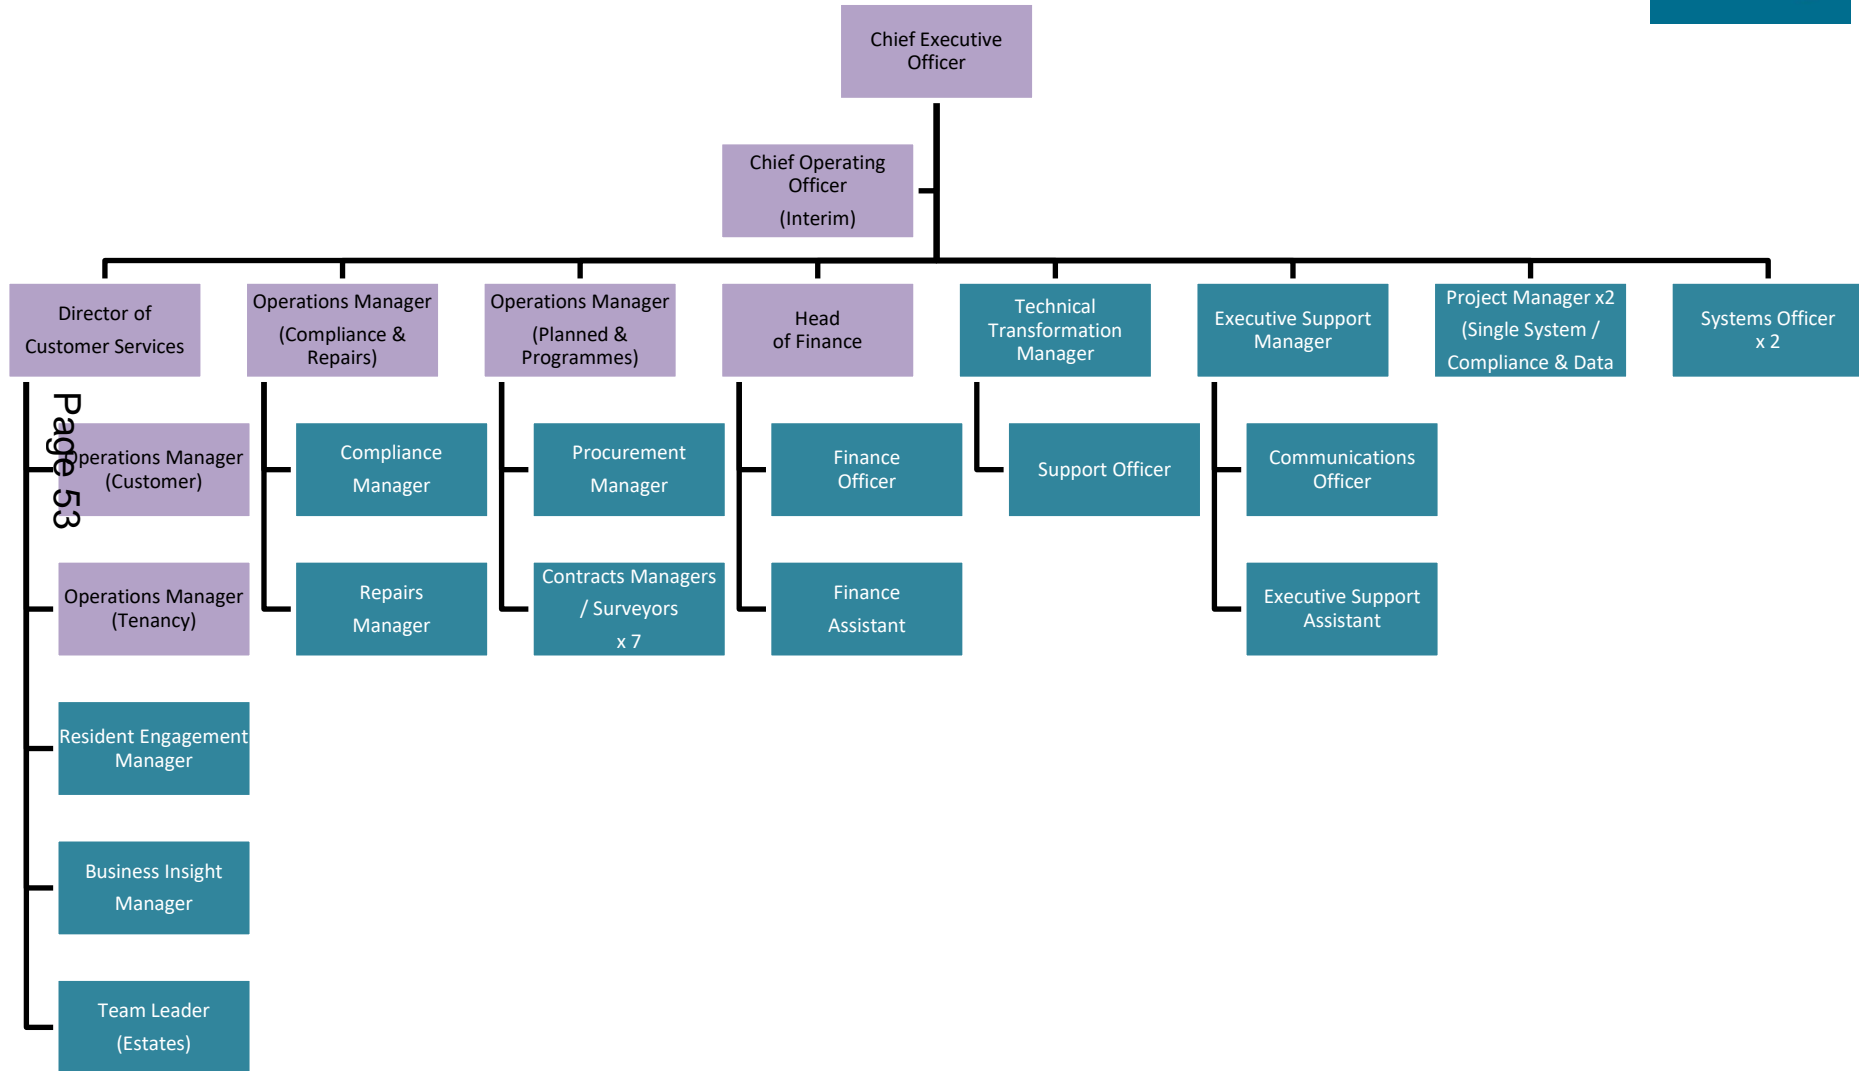 Chief Executive
Officer
Chief Operating
Officer
(Interim)
Director of
Customer Services
Operations Manager
(Compliance &
Repairs)
Operations Manager
(Planned &
Programmes)
Head
of Finance
Technical
Transformation
Manager
Executive Support
Manager
Project Manager x2
(Single System /
Compliance & Data
Systems Officer
x 2
Page 53
Operations Manager
(Customer)
Compliance
Manager
Procurement
Manager
Finance
Officer
Support Officer
Communications
Officer
Operations Manager
(Tenancy)
Repairs
Manager
Contracts Managers
/ Surveyors
x 7
Finance
Assistant
Executive Support
Assistant
Resident Engagement
Manager
Business Insight
Manager
Team Leader
(Estates)